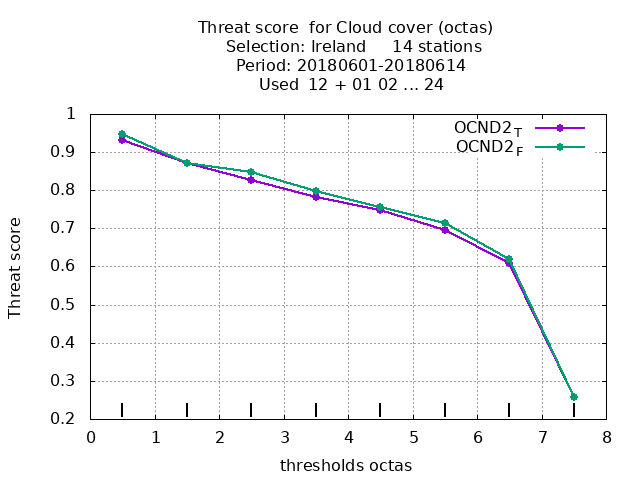 Threat score  for Cloud cover (octas)
Selection: Ireland     14 stations
Period: 20180601-20180614
Used  12 + 01 02 ... 24
OCND2T
OCND2F
1
0.9
0.8
0.7
0.6
0.5
0.4
0.3
0.2
Threat score
0 1 2 3 4 5 6 7 8
thresholds octas